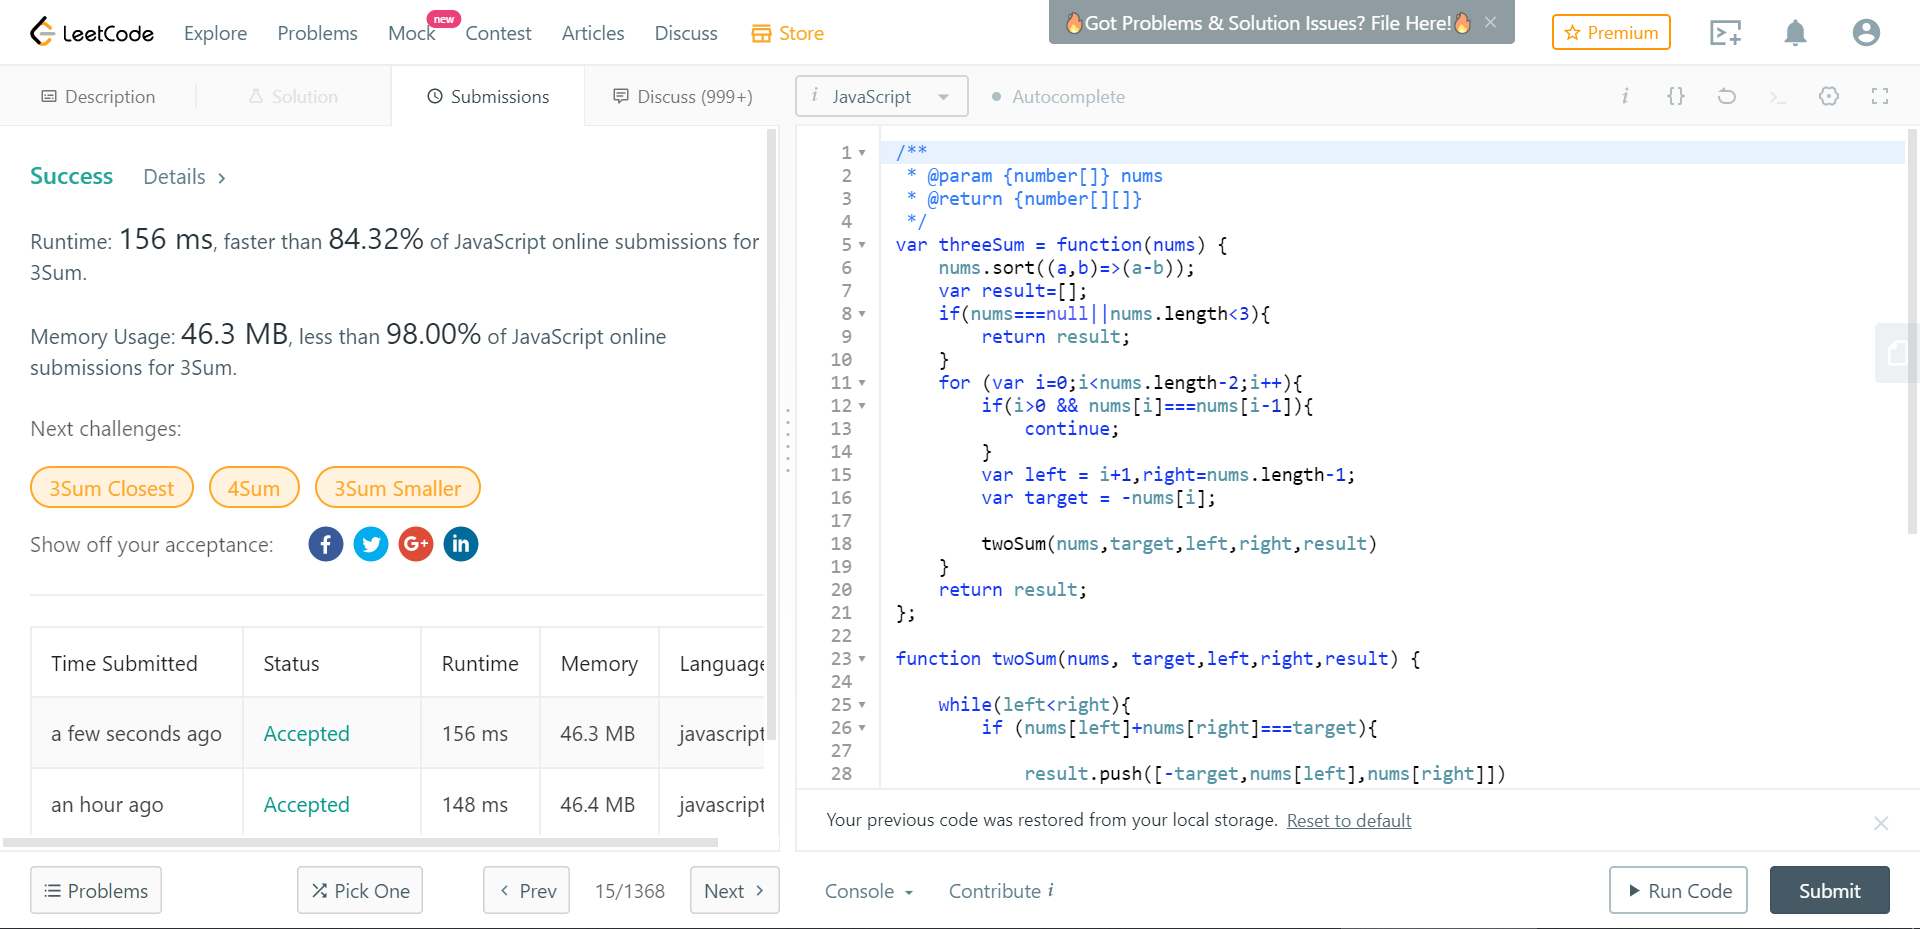 LeetCode Explore Problems Mock new Contest Articles Discuss Store 🔥Got Problems & Solution Issues? File Here!🔥 × Premium
Description Solution Submissions Discuss (999+) i JavaScript Autocomplete i {}
Success Details
Runtime: 156 ms, faster than 84.32% of JavaScript online submissions for
3Sum.
Memory Usage: 46.3 MB, less than 98.00% of JavaScript online
submissions for 3Sum.
Next challenges:
3Sum Closest 4Sum 3Sum Smaller
Show off your acceptance: f G+ in
Time Submitted Status Runtime Memory Language
a few seconds ago Accepted 156 ms 46.3 MB javascript
an hour ago Accepted 148 ms 46.4 MB javascript
1 /**
2  * @param {number[]} nums
3  * @return {number[][]}
4  */
5 var threeSum = function(nums) {
6     nums.sort((a,b)=>(a-b));
7     var result=[];
8     if(nums===null||nums.length<3){
9         return result;
10     }
11     for (var i=0;i<nums.length-2;i++){
12         if(i>0 && nums[i]===nums[i-1]){
13             continue;
14         }
15         var left = i+1,right=nums.length-1;
16         var target = -nums[i];
17
18         twoSum(nums,target,left,right,result)
19     }
20     return result;
21 };
22
23 function twoSum(nums, target,left,right,result) {
24
25     while(left<right){
26         if (nums[left]+nums[right]===target){
27
28             result.push([-target,nums[left],nums[right]])
Your previous code was restored from your local storage. Reset to default
Problems Pick One Prev 15/1368 Next Console Contribute i Run Code Submit